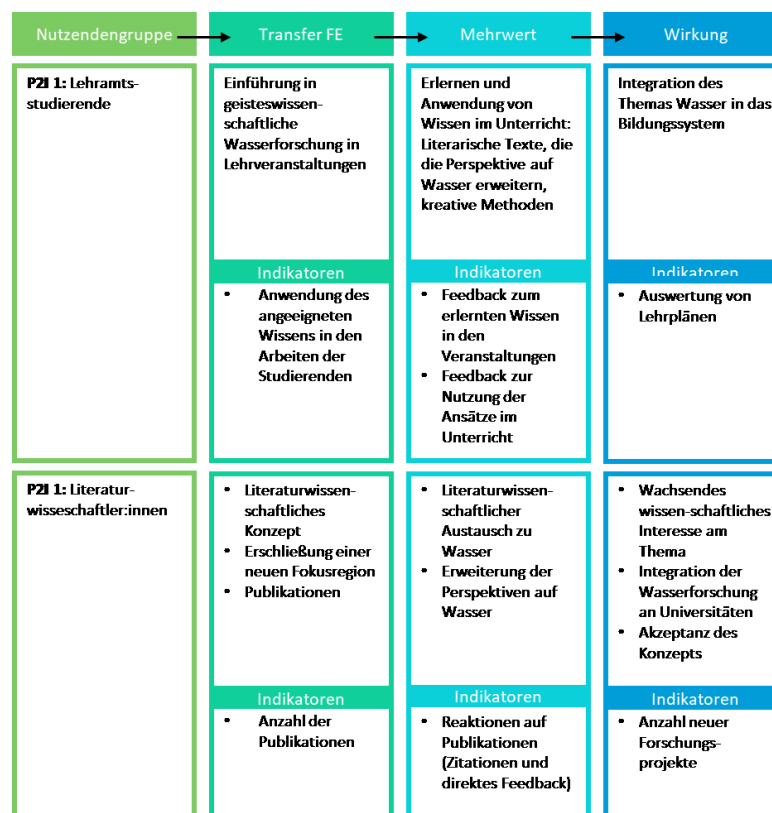 Nutzendengruppe
Transfer FE
Mehrwert
Wirkung
P2I 1: Lehramts-
studierende
Einführung in
geisteswissen-
schaftliche
Wasserforschung in
Lehrveranstaltungen
Indikatoren
• Anwendung des
angeeigneten
Wissens in den
Arbeiten der
Studierenden
Erlernen und
Anwendung von
Wissen im Unterricht:
Literarische Texte, die
die Perspektive auf
Wasser erweitern,
kreative Methoden
Indikatoren
• Feedback zum
erlernten Wissen
in den
Veranstaltungen
• Feedback zur
Nutzung der
Ansätze im
Unterricht
Integration des
Themas Wasser in das
Bildungssystem
Indikatoren
• Auswertung von
Lehrplänen
P2I 1: Literatur-
wisseschaftler:innen
• Literaturwissen-
schaftliches
Konzept
• Erschließung einer
neuen Fokusregion
• Publikationen
Indikatoren
• Anzahl der
Publikationen
• Literaturwissen-
schaftlicher
Austausch zu
Wasser
• Erweiterung der
Perspektiven auf
Wasser
Indikatoren
• Reaktionen auf
Publikationen
(Zitationen und
direktes Feedback)
• Wachsendes
wissen-schaftliches
Interesse am
Thema
• Integration der
Wasserforschung
an Universitäten
• Akzeptanz des
Konzepts
Indikatoren
• Anzahl neuer
Forschungs-
projekte